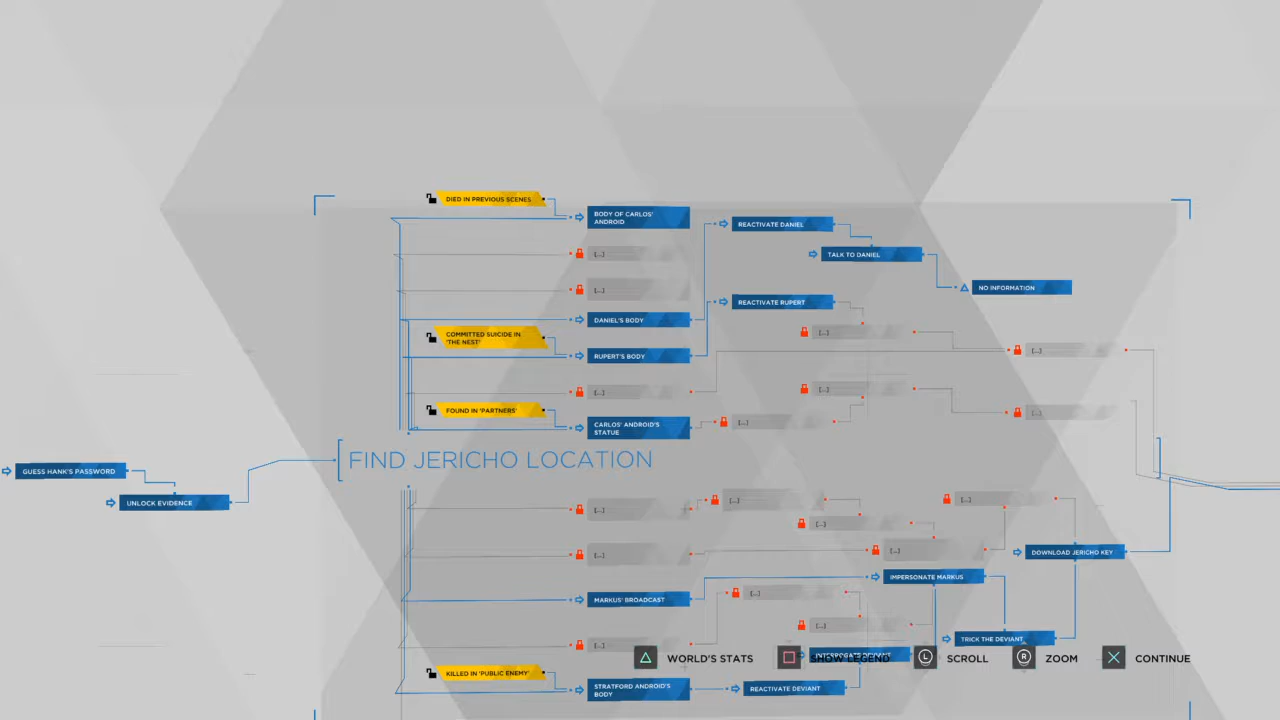 DIED IN PREVIOUS SCENES
BODY OF CARLOS'
ANDROID
REACTIVATE DANIEL
[...]
TALK TO DANIEL
[...]
NO INFORMATION
REACTIVATE RUPERT
DANIEL'S BODY
[...]
COMMITTED SUICIDE IN
'THE NEST'
[...]
RUPERT'S BODY
[...]
[...]
FOUND IN 'PARTNERS'
[...]
CARLOS' ANDROID'S
STATUE
[...]
FIND JERICHO LOCATION
GUESS HANK'S PASSWORD
UNLOCK EVIDENCE
[...]
[...]
[...]
[...]
[...]
[...]
DOWNLOAD JERICHO KEY
IMPERSONATE MARKUS
[...]
MARKUS' BROADCAST
[...]
TRICK THE DEVIANT
[...]
INTERROGATE DEVIANT
WORLD'S STATS
SHOW LEGEND
L
SCROLL
R
ZOOM
CONTINUE
KILLED IN 'PUBLIC ENEMY'
STRATFORD ANDROID'S
BODY
REACTIVATE DEVIANT